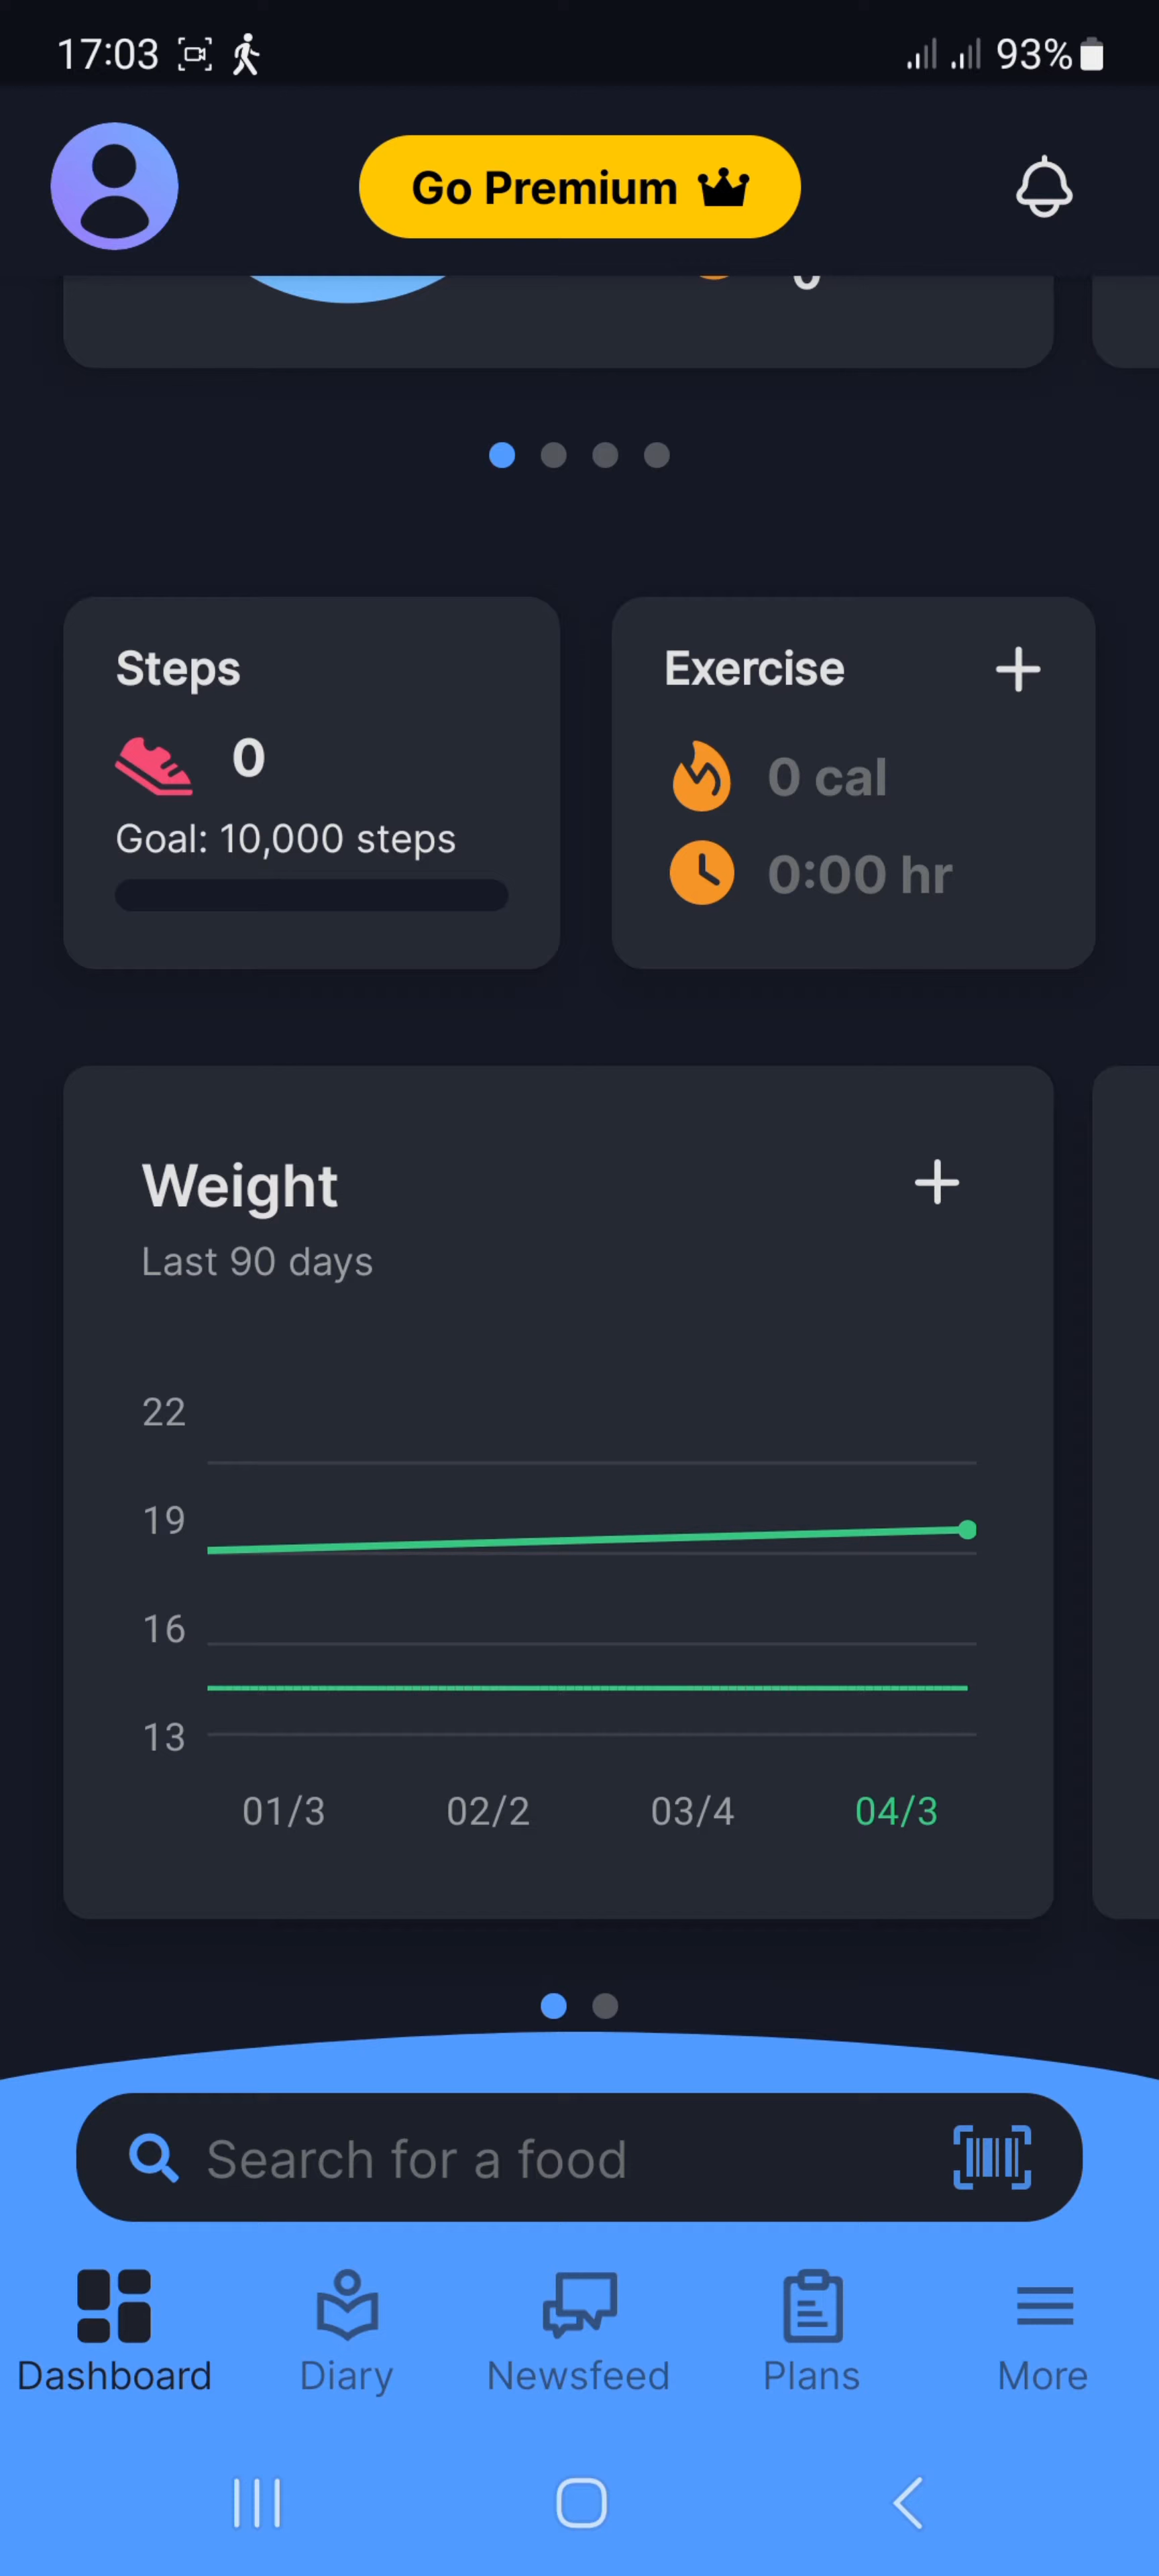 17:03 93%
Go Premium
Steps
0
Goal: 10,000 steps
Exercise
0 cal
0:00 hr
Weight
Last 90 days
22
19
16
13
01/3 02/2 03/4 04/3
Search for a food
Dashboard Diary Newsfeed Plans More